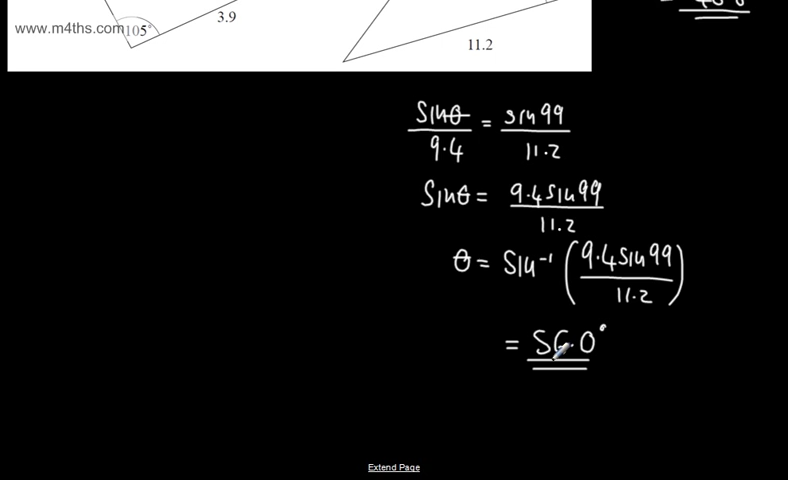 www.m4ths.com
105°
3.9
11.2
Sinθ/9.4 = sin99/11.2
Sinθ = 9.4sin99/11.2
θ = Sin⁻¹ (9.4sin99/11.2)
= 56.0°
Extend Page